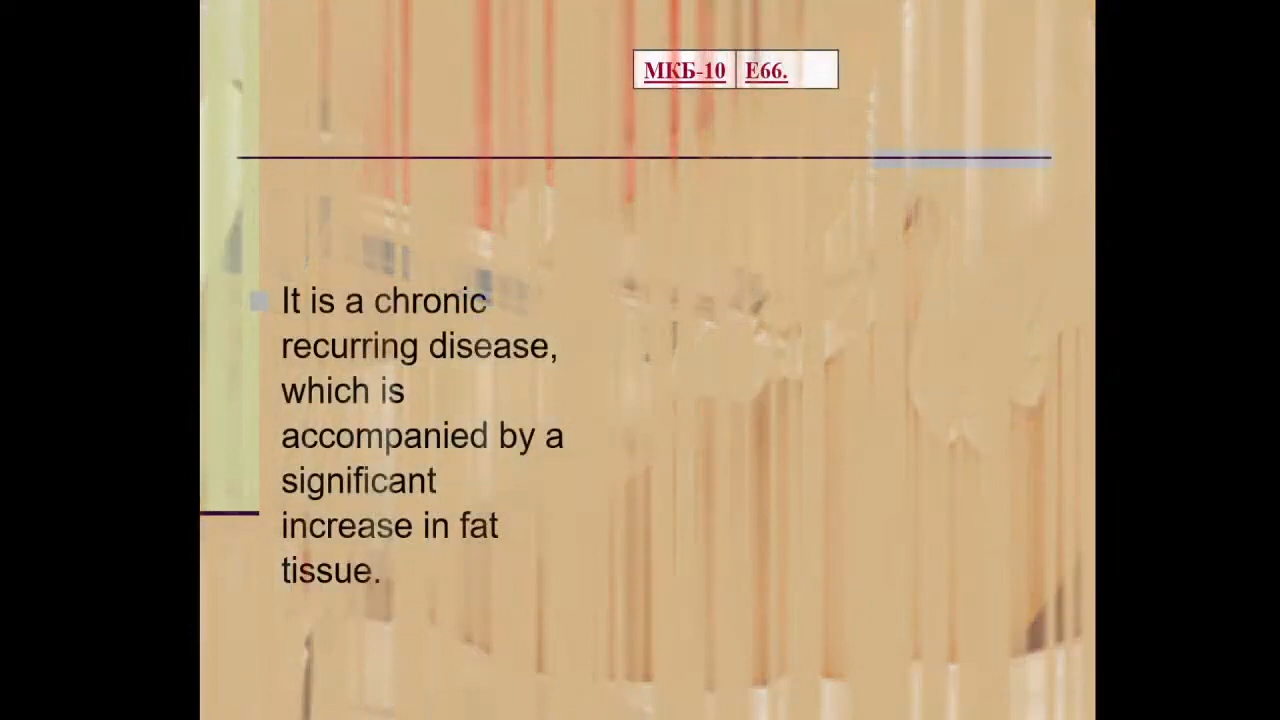 МКБ-10 E66.
It is a chronic
recurring disease,
which is
accompanied by a
significant
increase in fat
tissue.